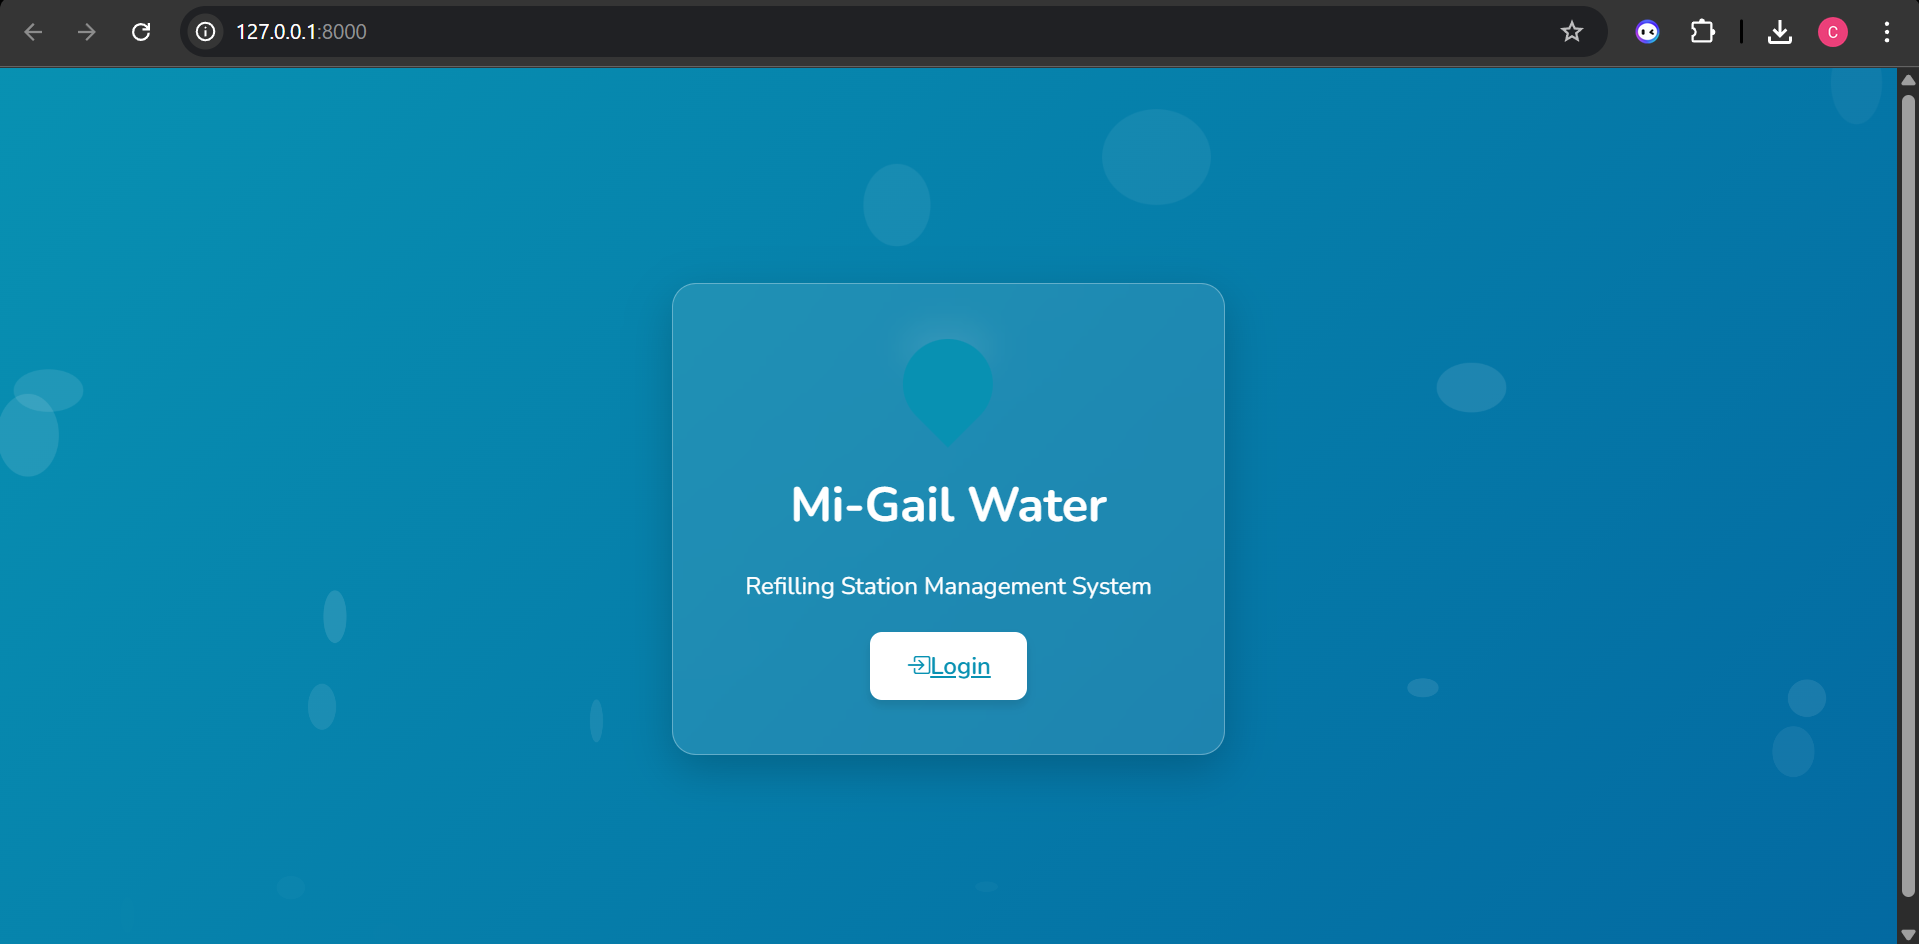 127.0.0.1:8000
C
Mi-Gail Water
Refilling Station Management System
Login